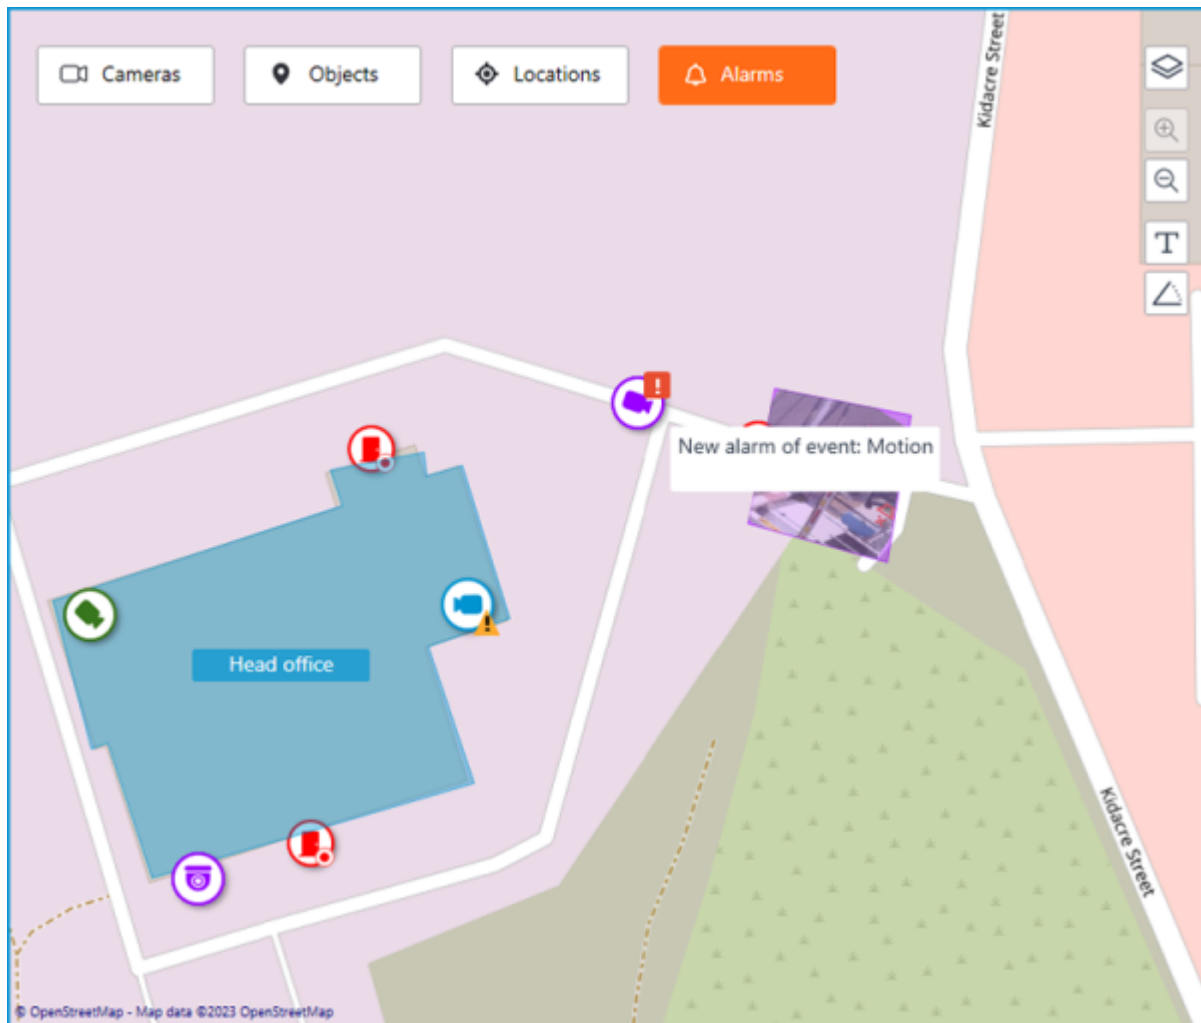 Cameras
Objects
Locations
Alarms
Kidacre Street
T
New alarm of event: Motion
Head office
Kidacre Street
© OpenStreetMap - Map data ©2023 OpenStreetMap